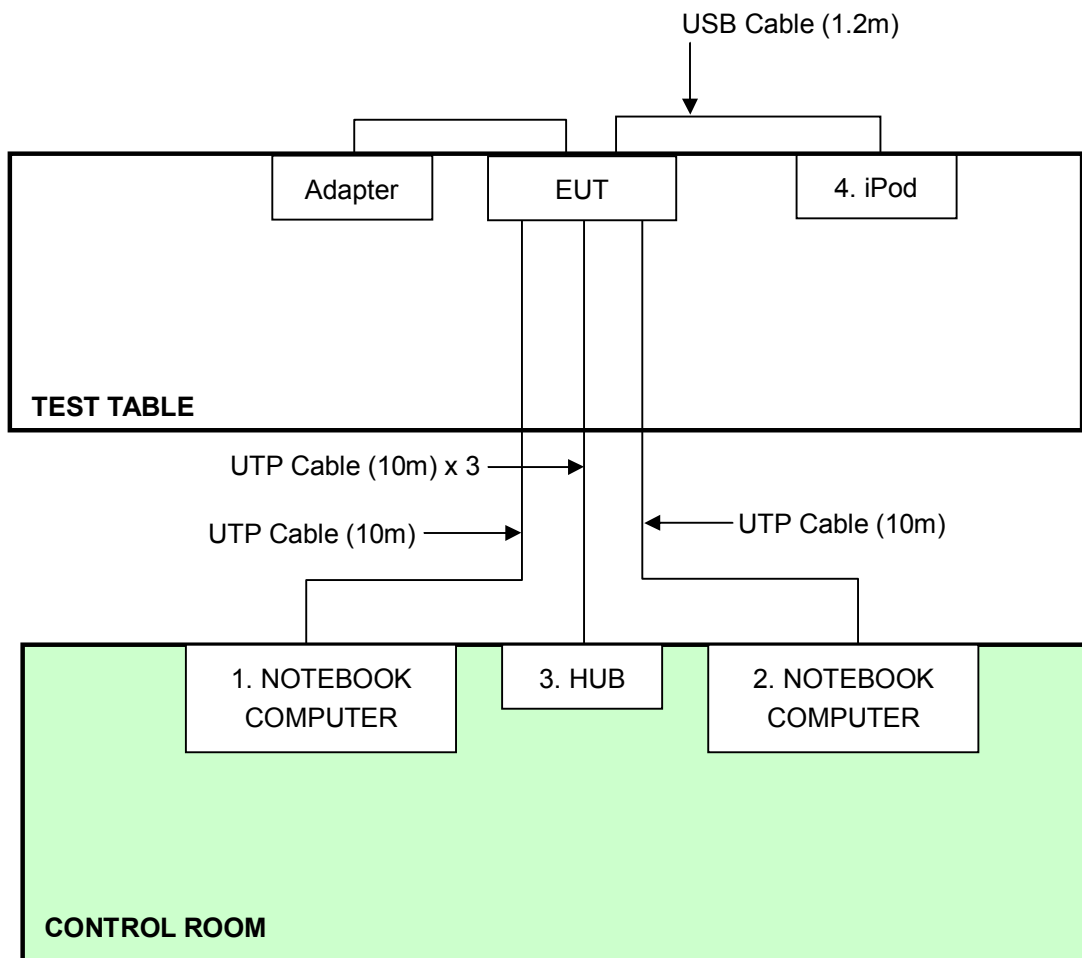 USB Cable (1.2m)
Adapter
EUT
4. iPod
TEST TABLE
UTP Cable (10m) x 3
UTP Cable (10m)
UTP Cable (10m)
1. NOTEBOOK
COMPUTER
3. HUB
2. NOTEBOOK
COMPUTER
CONTROL ROOM